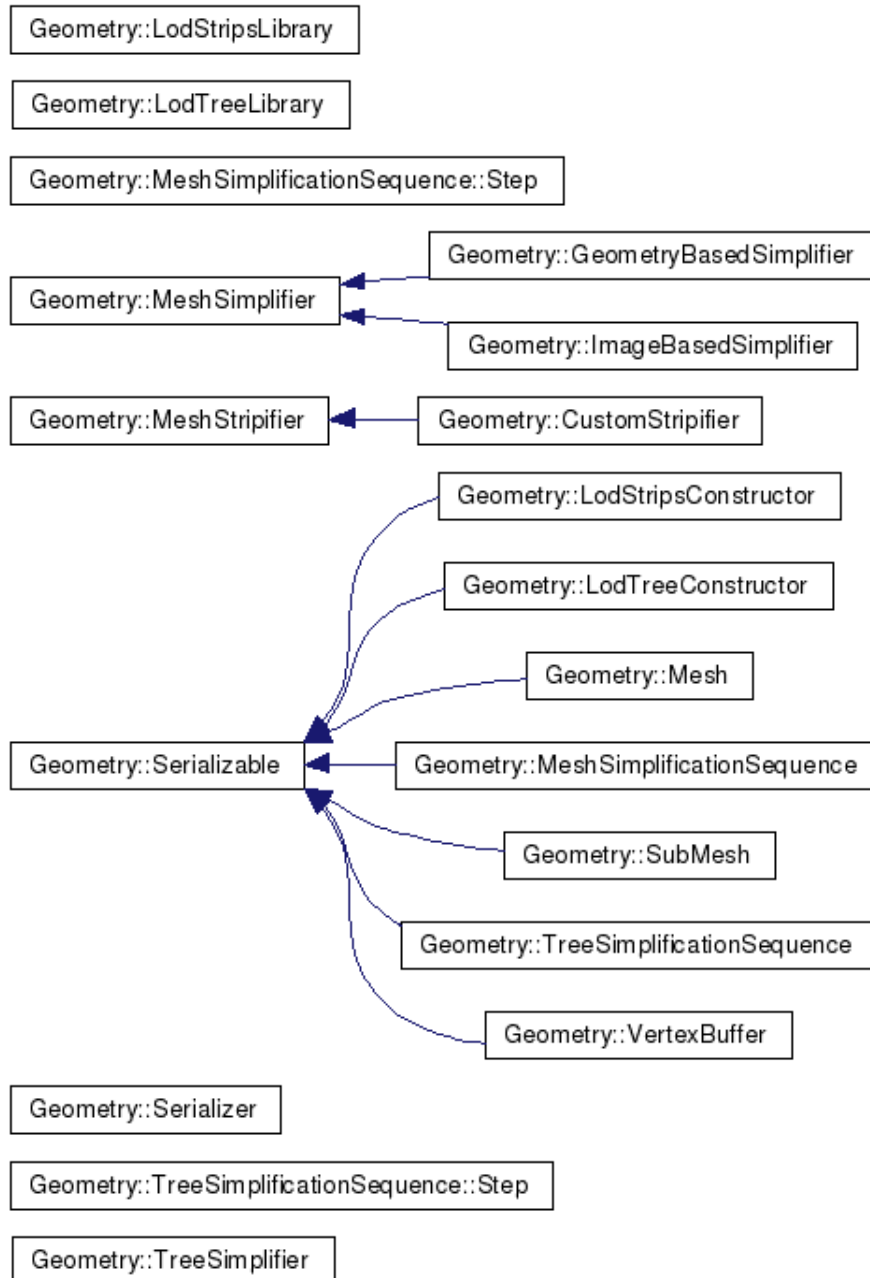 Geometry::LodStripsLibrary
Geometry::LodTreeLibrary
Geometry::MeshSimplificationSequence::Step
Geometry::GeometryBasedSimplifier
Geometry::MeshSimplifier
Geometry::ImageBasedSimplifier
Geometry::MeshStripifier
Geometry::CustomStripifier
Geometry::LodStripsConstructor
Geometry::LodTreeConstructor
Geometry::Mesh
Geometry::Serializable
Geometry::MeshSimplificationSequence
Geometry::SubMesh
Geometry::TreeSimplificationSequence
Geometry::VertexBuffer
Geometry::Serializer
Geometry::TreeSimplificationSequence::Step
Geometry::TreeSimplifier